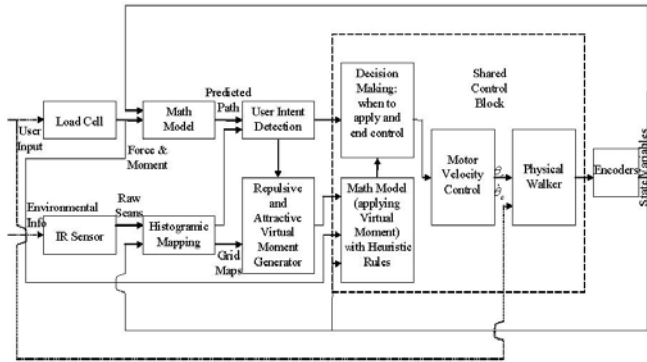 Decision
Making:
when to
apply and
end control
Shared
Control
Block
Predicted
Path
Load Cell
Math
Model
User Intent
Detection
User
Input
Force &
Moment
Motor
Velocity
Control
Physical
Walker
Encoders
State Variables
Environmental
Info
Raw
Scans
IR Sensor
Histogramic
Mapping
Grid
Maps
Repulsive
and
Attractive
Virtual
Moment
Generator
Math Model
(applying
Virtual
Moment)
with Heuristic
Rules